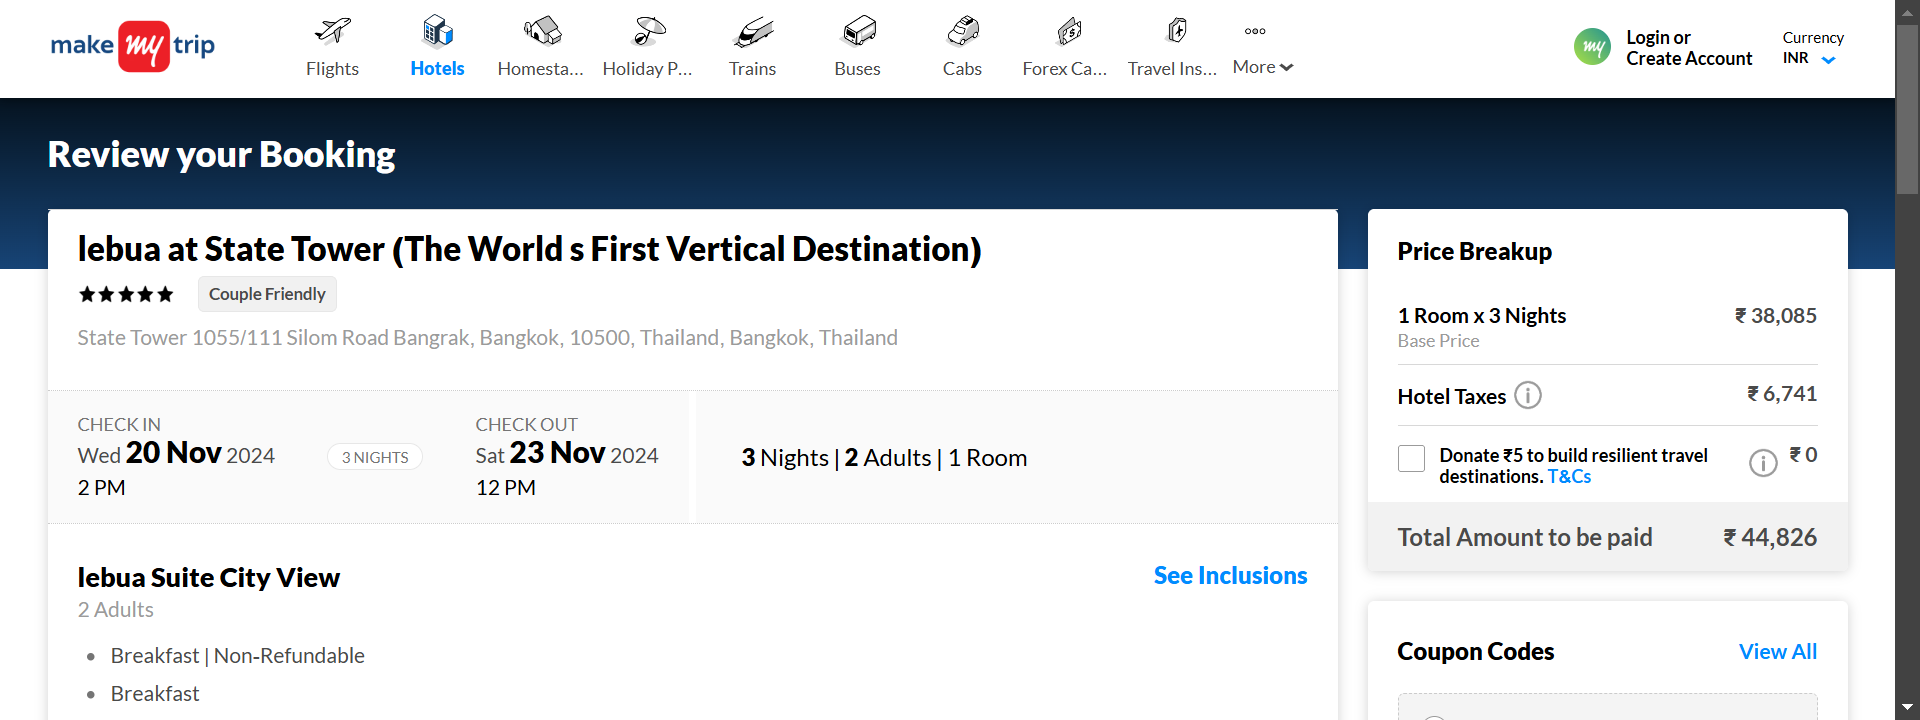 make my trip
Flights
Hotels
Homesta...
Holiday P...
Trains
Buses
Cabs
Forex Ca...
Travel Ins...
More
my
Login or
Create Account
Currency
INR
Review your Booking
lebua at State Tower (The World s First Vertical Destination)
Couple Friendly
State Tower 1055/111 Silom Road Bangrak, Bangkok, 10500, Thailand, Bangkok, Thailand
CHECK IN
Wed 20 Nov 2024
2 PM
3 NIGHTS
CHECK OUT
Sat 23 Nov 2024
12 PM
3 Nights | 2 Adults | 1 Room
lebua Suite City View
See Inclusions
2 Adults
Breakfast | Non-Refundable
Breakfast
Price Breakup
1 Room x 3 Nights ₹ 38,085
Base Price
Hotel Taxes ₹ 6,741
Donate ₹5 to build resilient travel ₹ 0
destinations. T&Cs
Total Amount to be paid ₹ 44,826
Coupon Codes View All